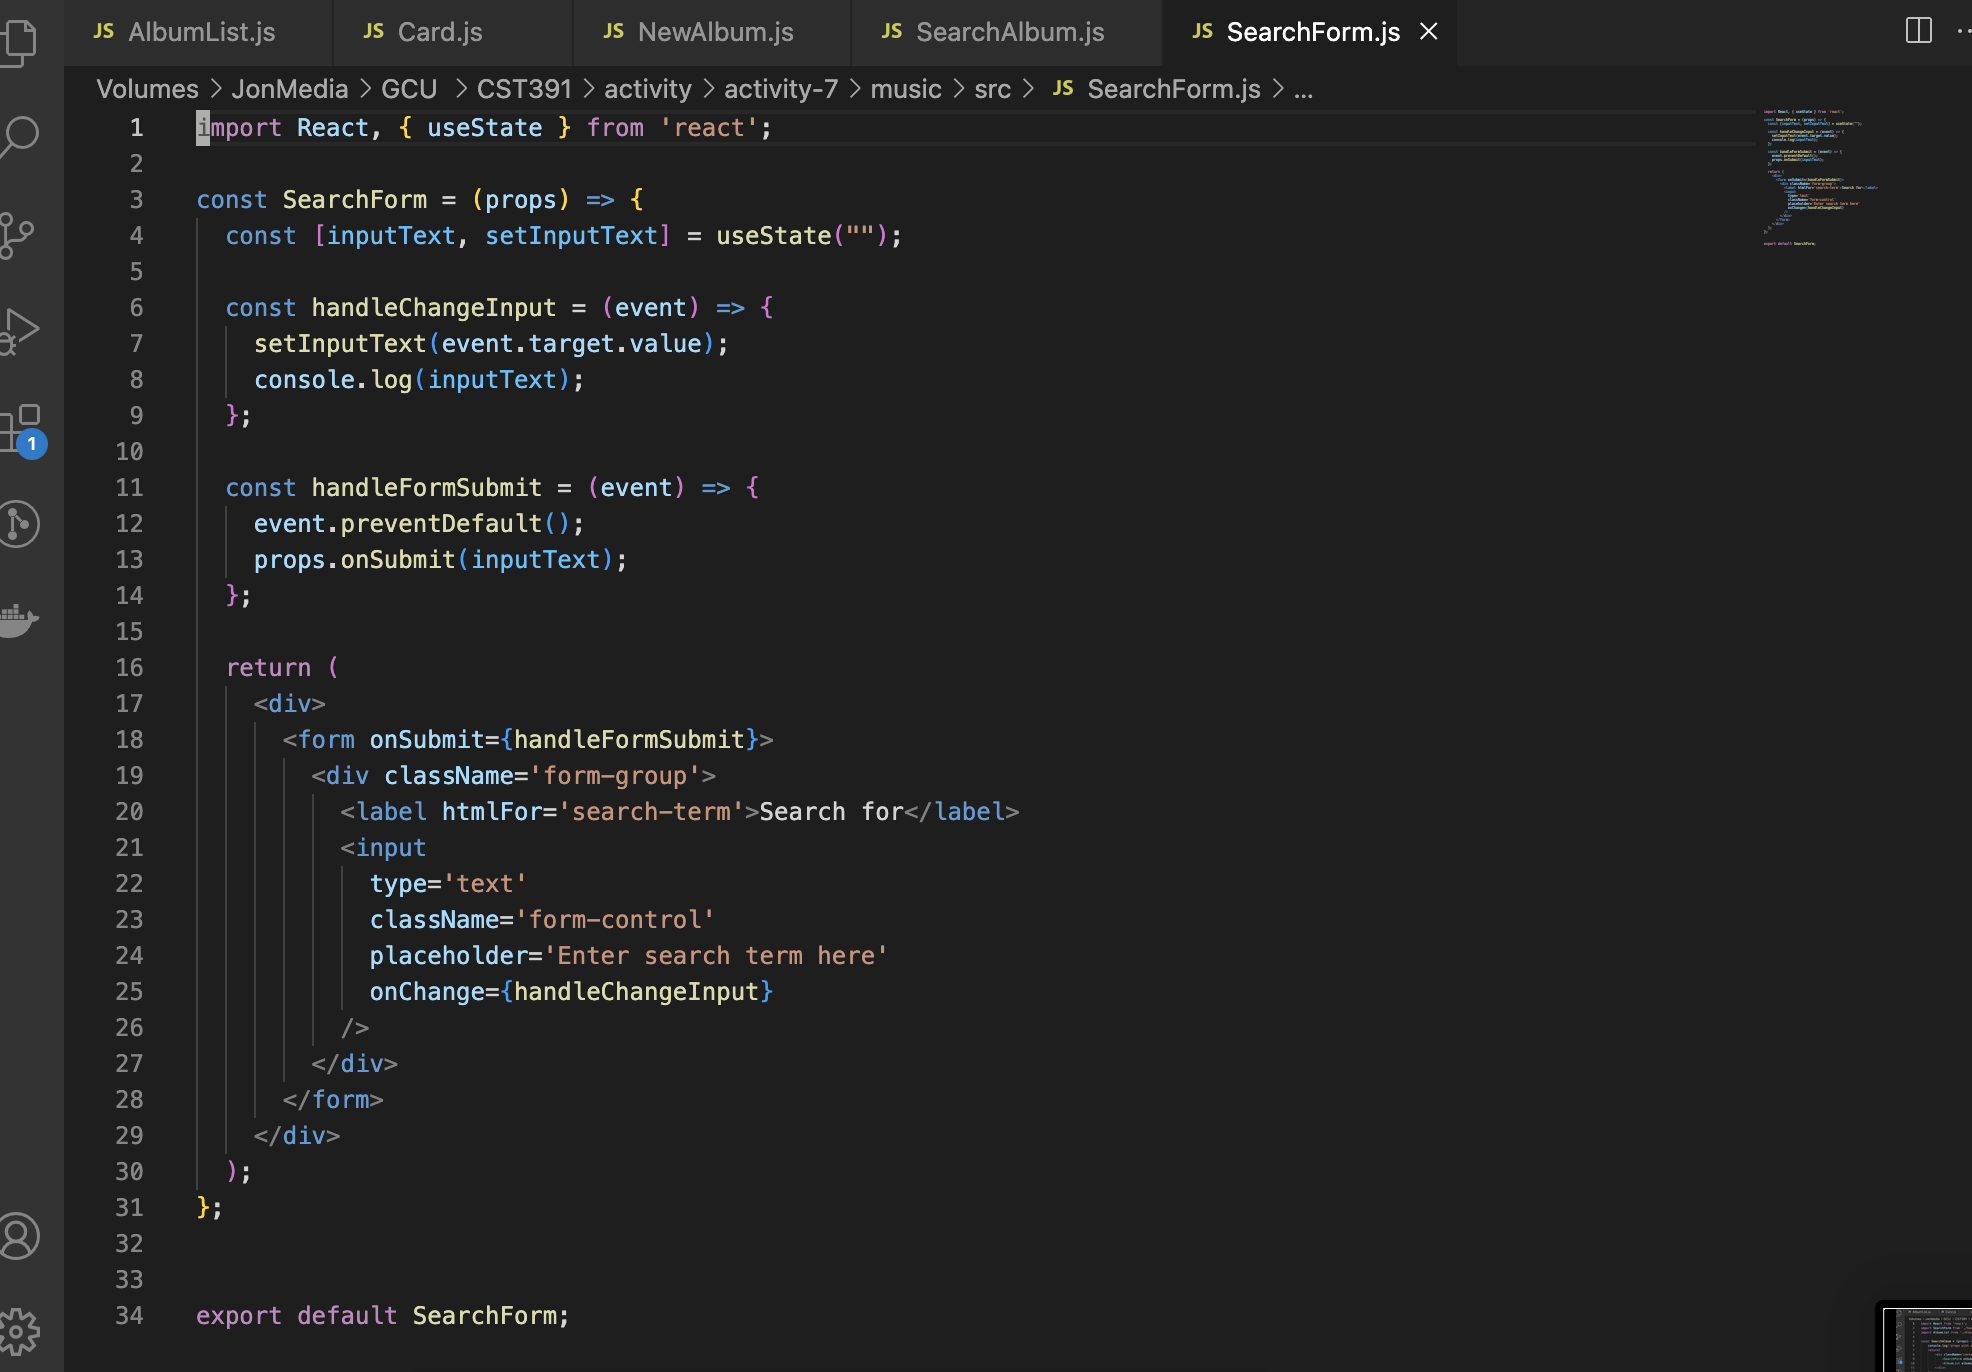 JS AlbumList.js JS Card.js JS NewAlbum.js JS SearchAlbum.js JS SearchForm.js
Volumes > JonMedia > GCU > CST391 > activity > activity-7 > music > src > JS SearchForm.js > ...
1 import React, { useState } from 'react';
2
3 const SearchForm = (props) => {
4   const [inputText, setInputText] = useState("");
5
6   const handleChangeInput = (event) => {
7     setInputText(event.target.value);
8     console.log(inputText);
9   };
10
11   const handleFormSubmit = (event) => {
12     event.preventDefault();
13     props.onSubmit(inputText);
14   };
15
16   return (
17     <div>
18       <form onSubmit={handleFormSubmit}>
19         <div className='form-group'>
20           <label htmlFor='search-term'>Search for</label>
21           <input
22             type='text'
23             className='form-control'
24             placeholder='Enter search term here'
25             onChange={handleChangeInput}
26           />
27         </div>
28       </form>
29     </div>
30   );
31 };
32
33
34 export default SearchForm;
1